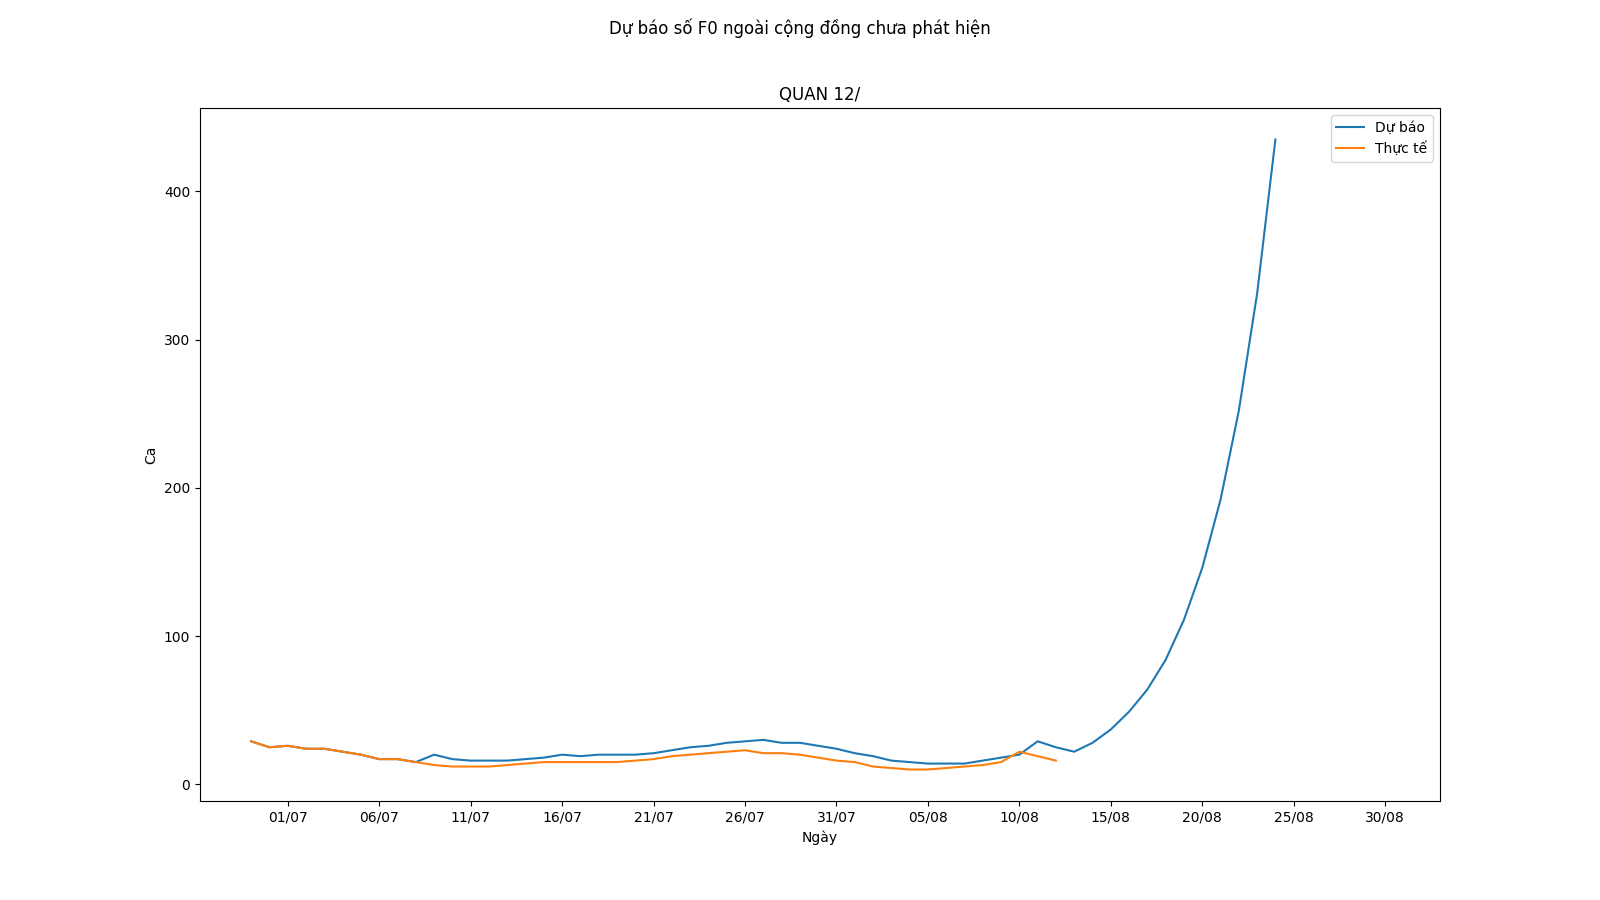 Dự báo số F0 ngoài cộng đồng chưa phát hiện
QUAN 12/
Dự báo
Thực tế
400
300
200
100
0
Ca
01/07 06/07 11/07 16/07 21/07 26/07 31/07 05/08 10/08 15/08 20/08 25/08 30/08
Ngày